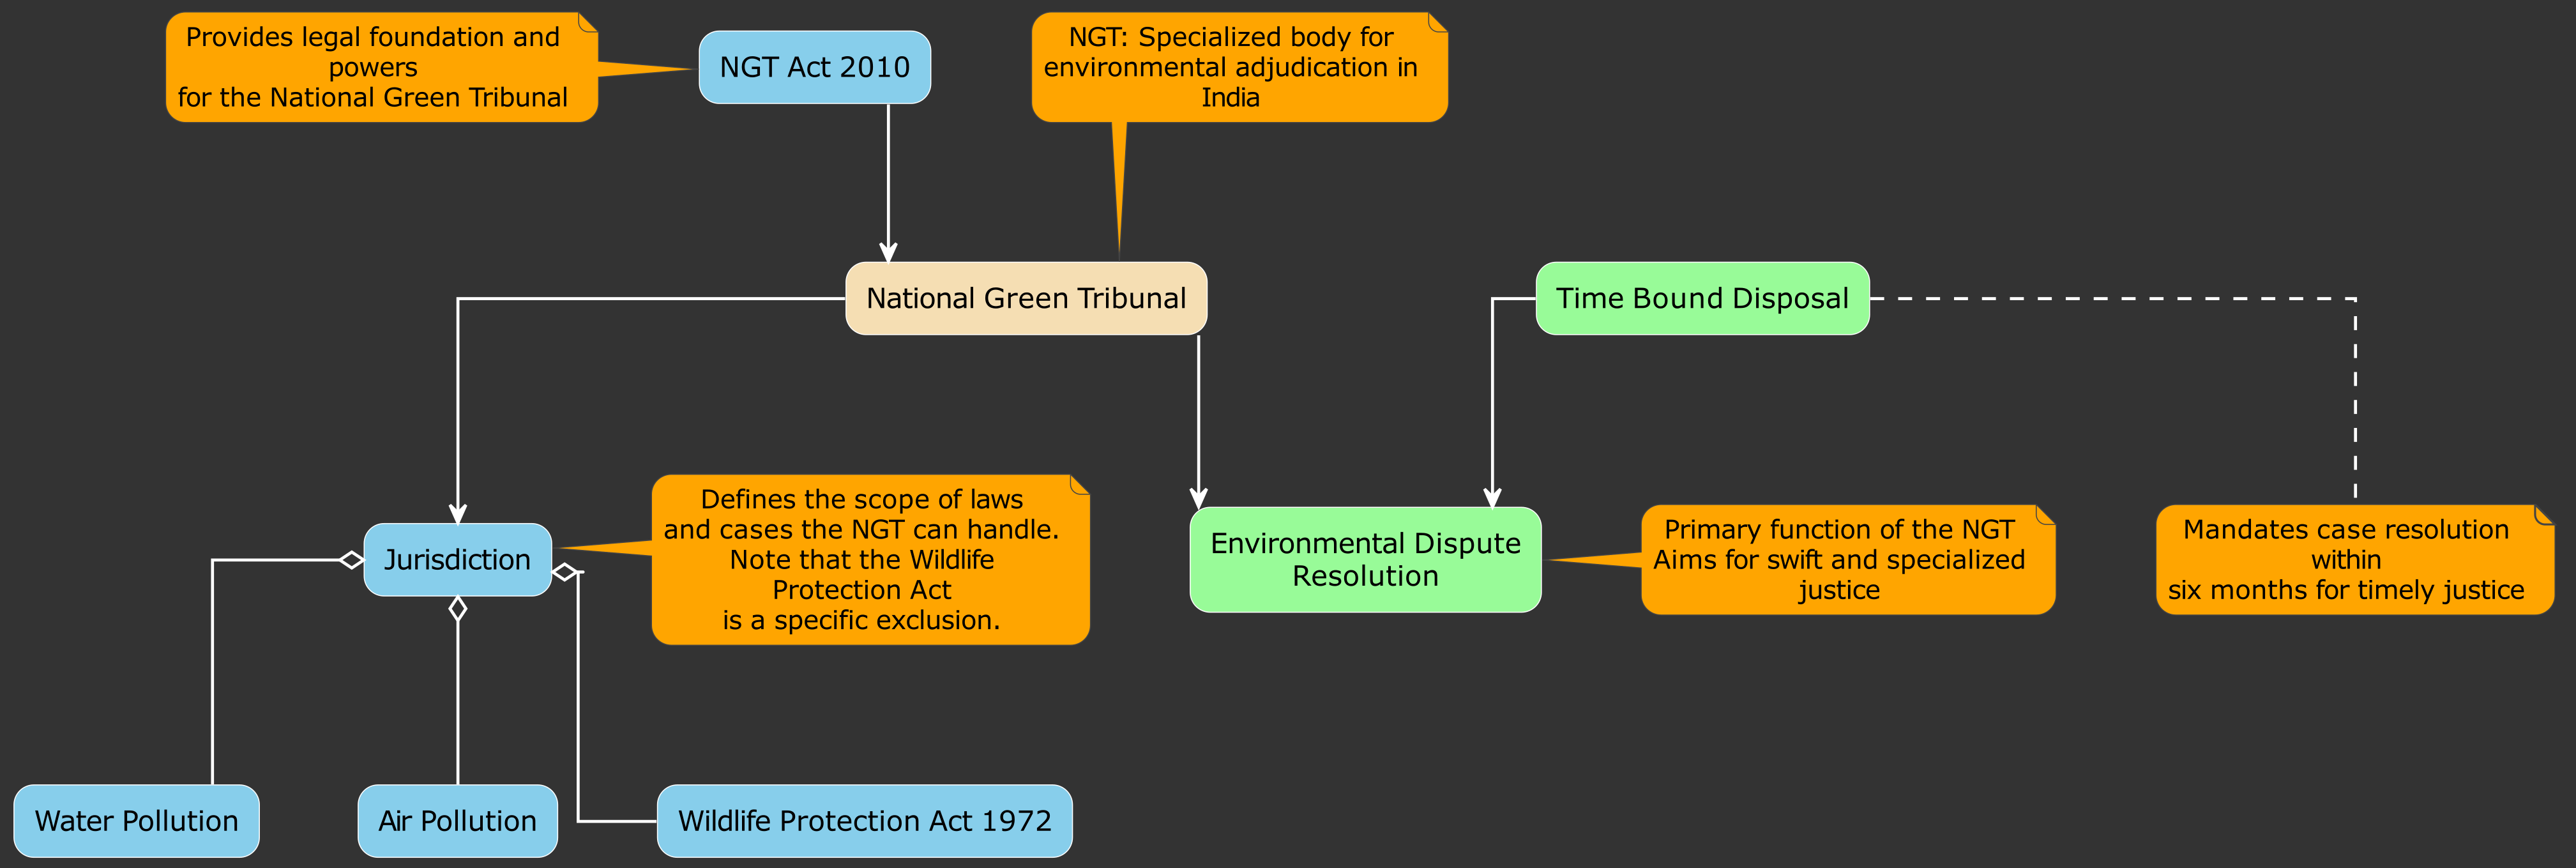 Provides legal foundation and
powers
for the National Green Tribunal
NGT Act 2010
NGT: Specialized body for
environmental adjudication in
India
National Green Tribunal
Time Bound Disposal
Jurisdiction
Defines the scope of laws
and cases the NGT can handle.
Note that the Wildlife
Protection Act
is a specific exclusion.
Environmental Dispute
Resolution
Primary function of the NGT
Aims for swift and specialized
justice
Mandates case resolution
within
six months for timely justice
Water Pollution
Air Pollution
Wildlife Protection Act 1972